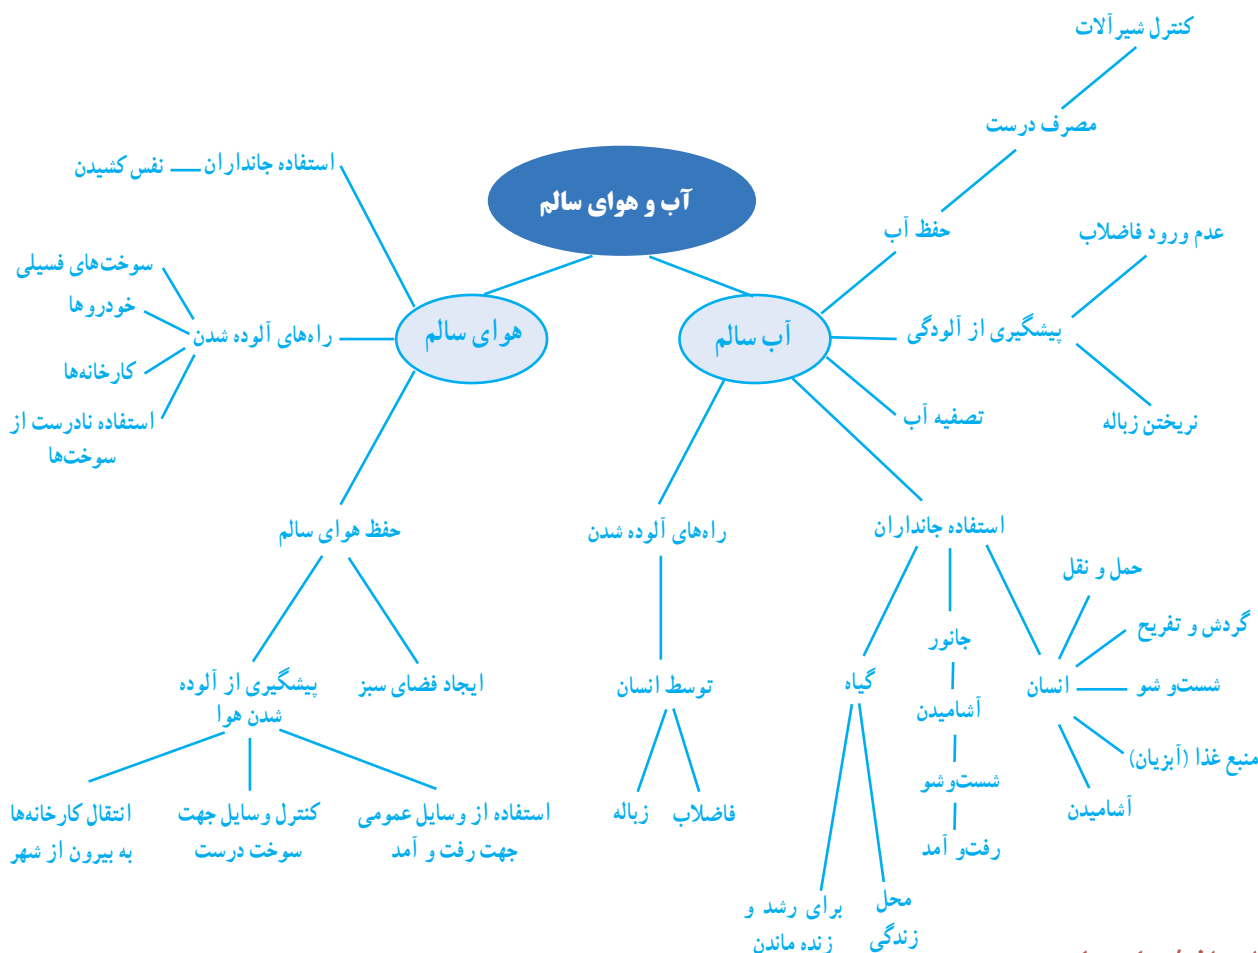 کنترل شیرآلات
مصرف درست
حفظ آب
عدم ورود فاضلاب
پیشگیری از آلودگی
نریختن زباله
تصفیه آب
آب و هوای سالم
آب سالم
هوای سالم
استفاده جانداران
نفس کشیدن
سوخت‌های فسیلی
خودروها
راه‌های آلوده شدن
کارخانه‌ها
استفاده نادرست از
سوخت‌ها
حفظ هوای سالم
ایجاد فضای سبز
پیشگیری از آلوده
شدن هوا
استفاده از وسایل عمومی
جهت رفت و آمد
کنترل وسایل جهت
سوخت درست
انتقال کارخانه‌ها
به بیرون از شهر
راه‌های آلوده شدن
توسط انسان
فاضلاب
زباله
استفاده جانداران
انسان
حمل و نقل
گردش و تفریح
شست‌و شو
منبع غذا (آبزیان)
آشامیدن
جانور
آشامیدن
شست‌وشو
رفت‌و آمد
گیاه
محل
زندگی
برای رشد و
زنده ماندن